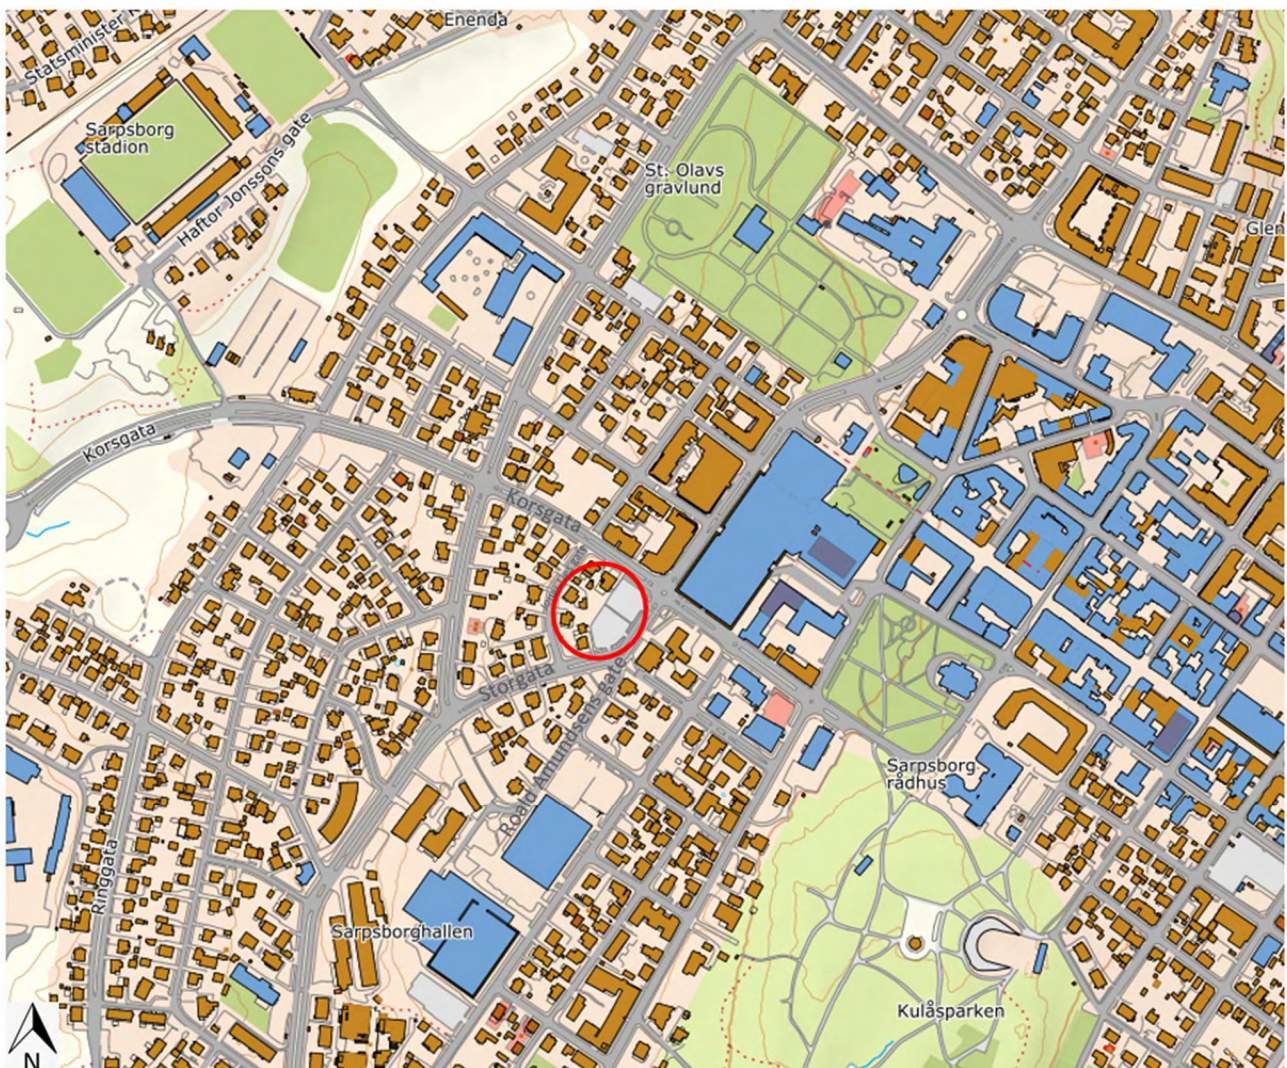 Enenda
Statsminister
Sarpsborg
stadion
Haftor Jonssons gate
St. Olavs
gravlund
Glen
Korsgata
Korsgata
Storgata
Roald Amundsens gate
Sarpsborg
rådhus
Ringgata
Sarpsborghallen
Kulåsparken
N